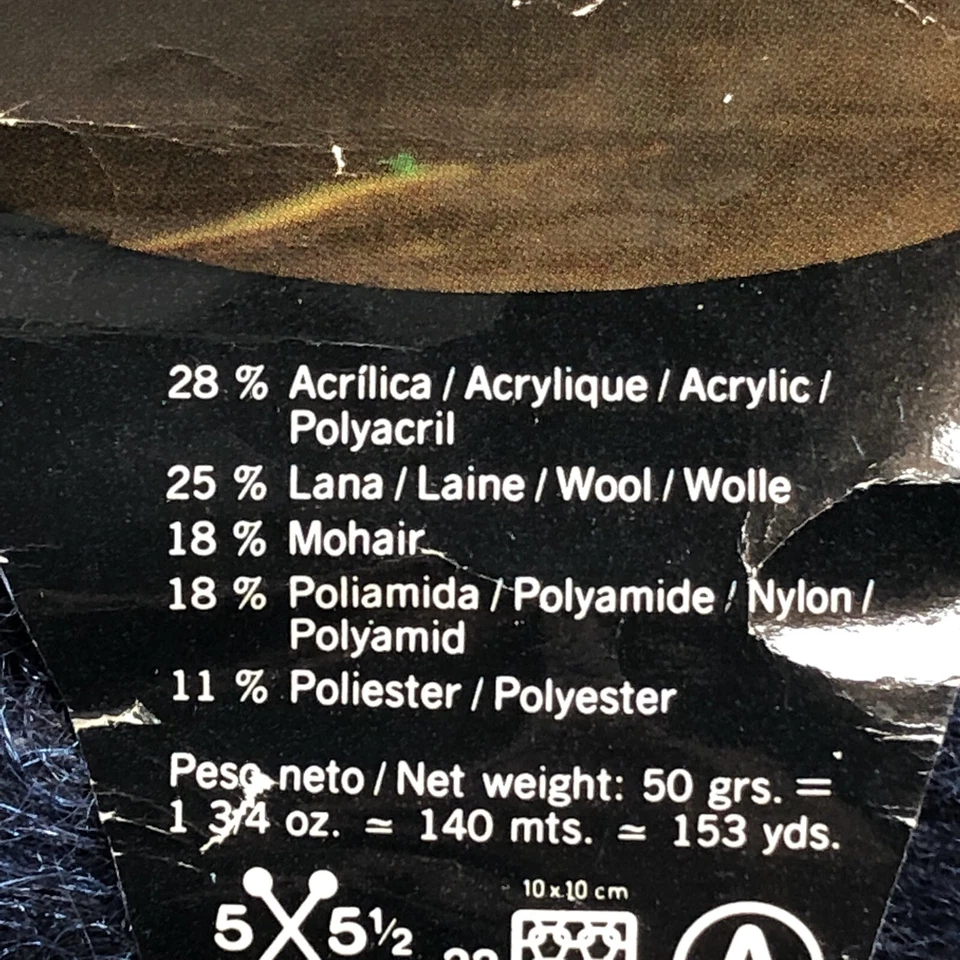 28 % Acrílica / Acrylique / Acrylic /
Polyacril
25 % Lana / Laine / Wool / Wolle
18 % Mohair
18 % Poliamida / Polyamide / Nylon /
Polyamid
11 % Poliester / Polyester
Peso neto / Net weight: 50 grs. =
1 3/4 oz. ≃ 140 mts. ≃ 153 yds.
10 x 10 cm
5 5½
A